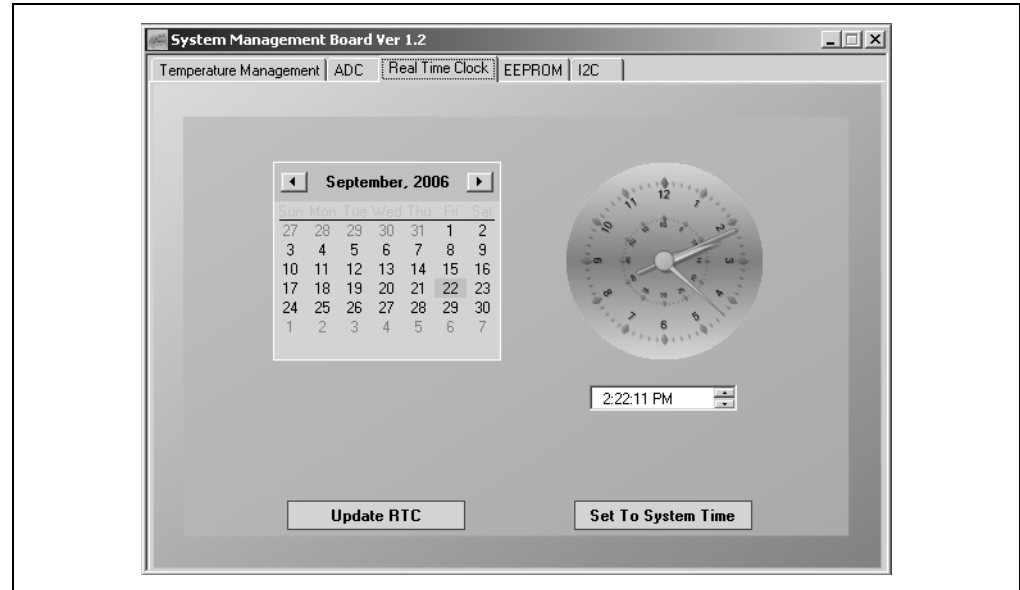 System Management Board Ver 1.2
Temperature Management ADC Real Time Clock EEPROM I2C
September, 2006
Sun Mon Tue Wed Thu Fri Sat
27 28 29 30 31 1 2
3 4 5 6 7 8 9
10 11 12 13 14 15 16
17 18 19 20 21 22 23
24 25 26 27 28 29 30
1 2 3 4 5 6 7
12
1
2
3
4
5
6
7
8
9
10
11
2:22:11 PM
Update RTC
Set To System Time